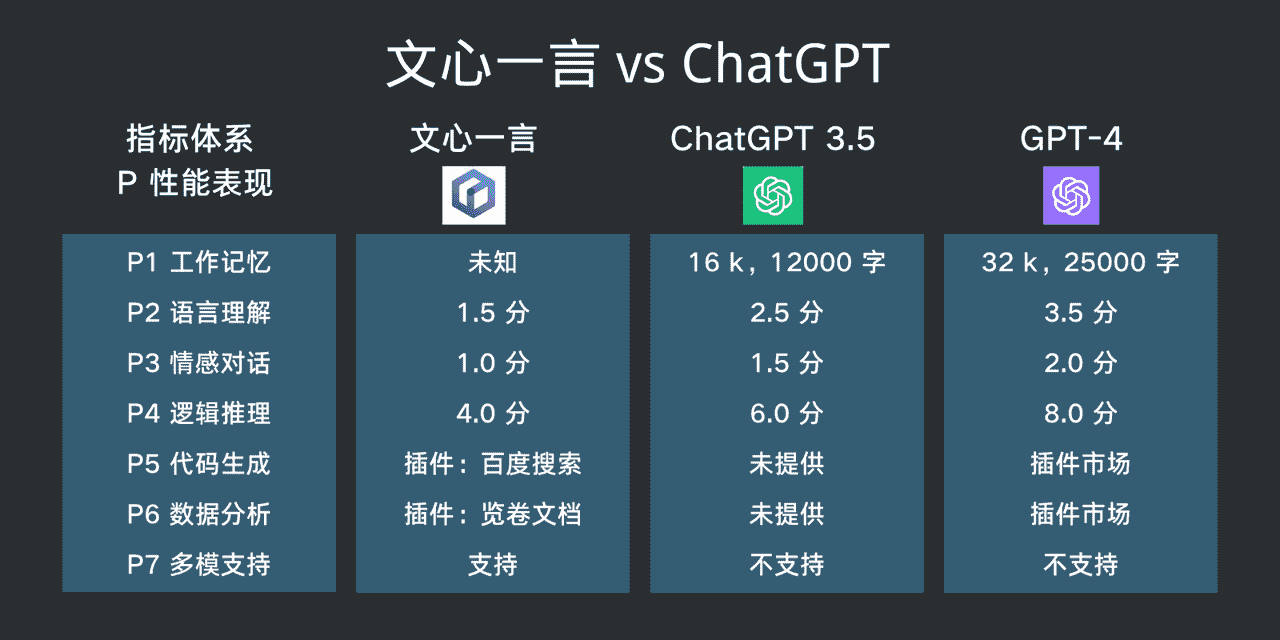 文心一言 vs ChatGPT
指标体系
P 性能表现
文心一言
ChatGPT 3.5
GPT-4
P1 工作记忆
未知
16 k，12000 字
32 k，25000 字
P2 语言理解
1.5 分
2.5 分
3.5 分
P3 情感对话
1.0 分
1.5 分
2.0 分
P4 逻辑推理
4.0 分
6.0 分
8.0 分
P5 代码生成
插件：百度搜索
未提供
插件市场
P6 数据分析
插件：览卷文档
未提供
插件市场
P7 多模支持
支持
不支持
不支持